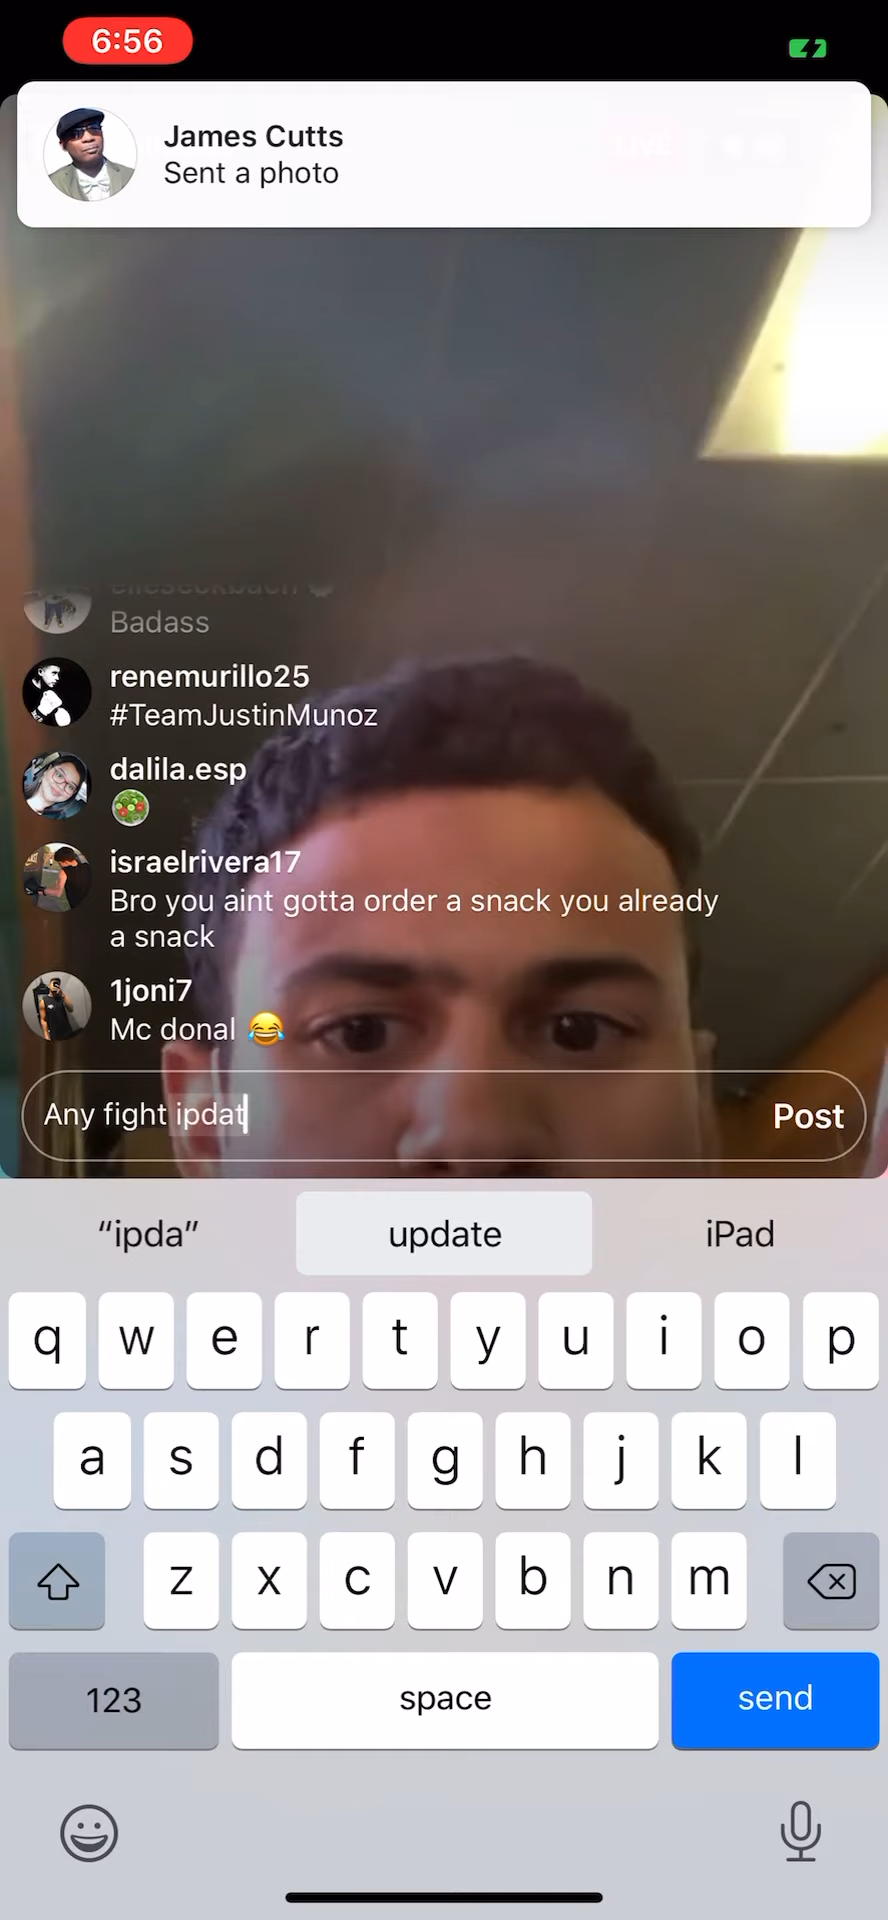 6:56
James Cutts
Sent a photo
Badass
renemurillo25
#TeamJustinMunoz
dalila.esp
israelrivera17
Bro you aint gotta order a snack you already
a snack
1joni7
Mc donal 😂
Any fight ipdat
Post
“ipda” update iPad
q w e r t y u i o p
a s d f g h j k l
z x c v b n m
123 space send